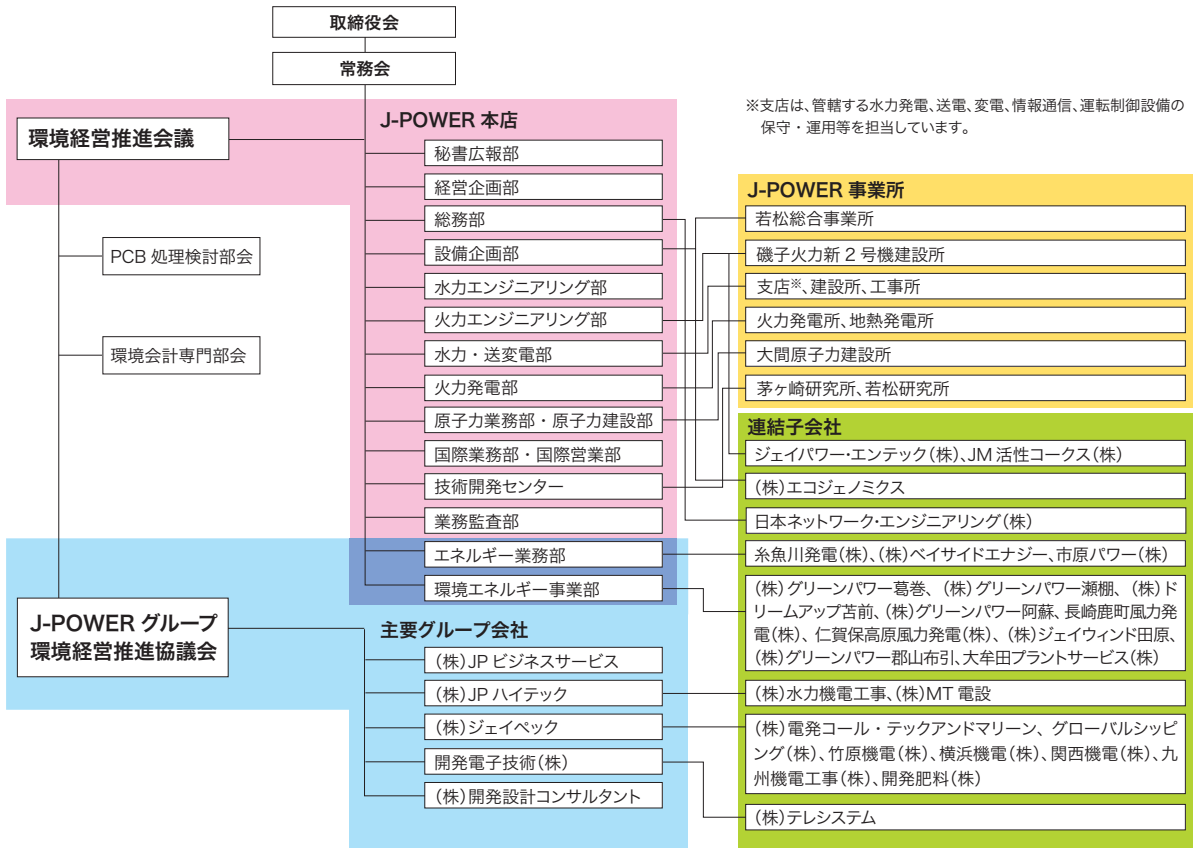 取締役会
常務会
※支店は、管轄する水力発電、送電、変電、情報通信、運転制御設備の
保守・運用等を担当しています。
環境経営推進会議
PCB 処理検討部会
環境会計専門部会
J-POWER グループ
環境経営推進協議会
J-POWER 本店
秘書広報部
経営企画部
総務部
設備企画部
水力エンジニアリング部
火力エンジニアリング部
水力・送変電部
火力発電部
原子力業務部・原子力建設部
国際業務部・国際営業部
技術開発センター
業務監査部
エネルギー業務部
環境エネルギー事業部
主要グループ会社
(株)JP ビジネスサービス
(株)JP ハイテック
(株)ジェイペック
開発電子技術(株)
(株)開発設計コンサルタント
J-POWER 事業所
若松総合事業所
磯子火力新 2 号機建設所
支店※、建設所、工事所
火力発電所、地熱発電所
大間原子力建設所
茅ヶ崎研究所、若松研究所
連結子会社
ジェイパワー・エンテック(株)、JM 活性コークス(株)
(株)エコジェノミクス
日本ネットワーク・エンジニアリング(株)
糸魚川発電(株)、(株)ベイサイドエナジー、市原パワー(株)
(株)グリーンパワー葛巻、(株)グリーンパワー瀬棚、(株)ド
リームアップ苫前、(株)グリーンパワー阿蘇、長崎鹿町風力発
電(株)、仁賀保高原風力発電(株)、(株)ジェイウィンド田原、
(株)グリーンパワー郡山布引、大牟田プラントサービス(株)
(株)水力機電工事、(株)MT 電設
(株)電発コール・テックアンドマリーン、グローバルシッピ
ング(株)、竹原機電(株)、横浜機電(株)、関西機電(株)、九
州機電工事(株)、開発肥料(株)
(株)テレシステム